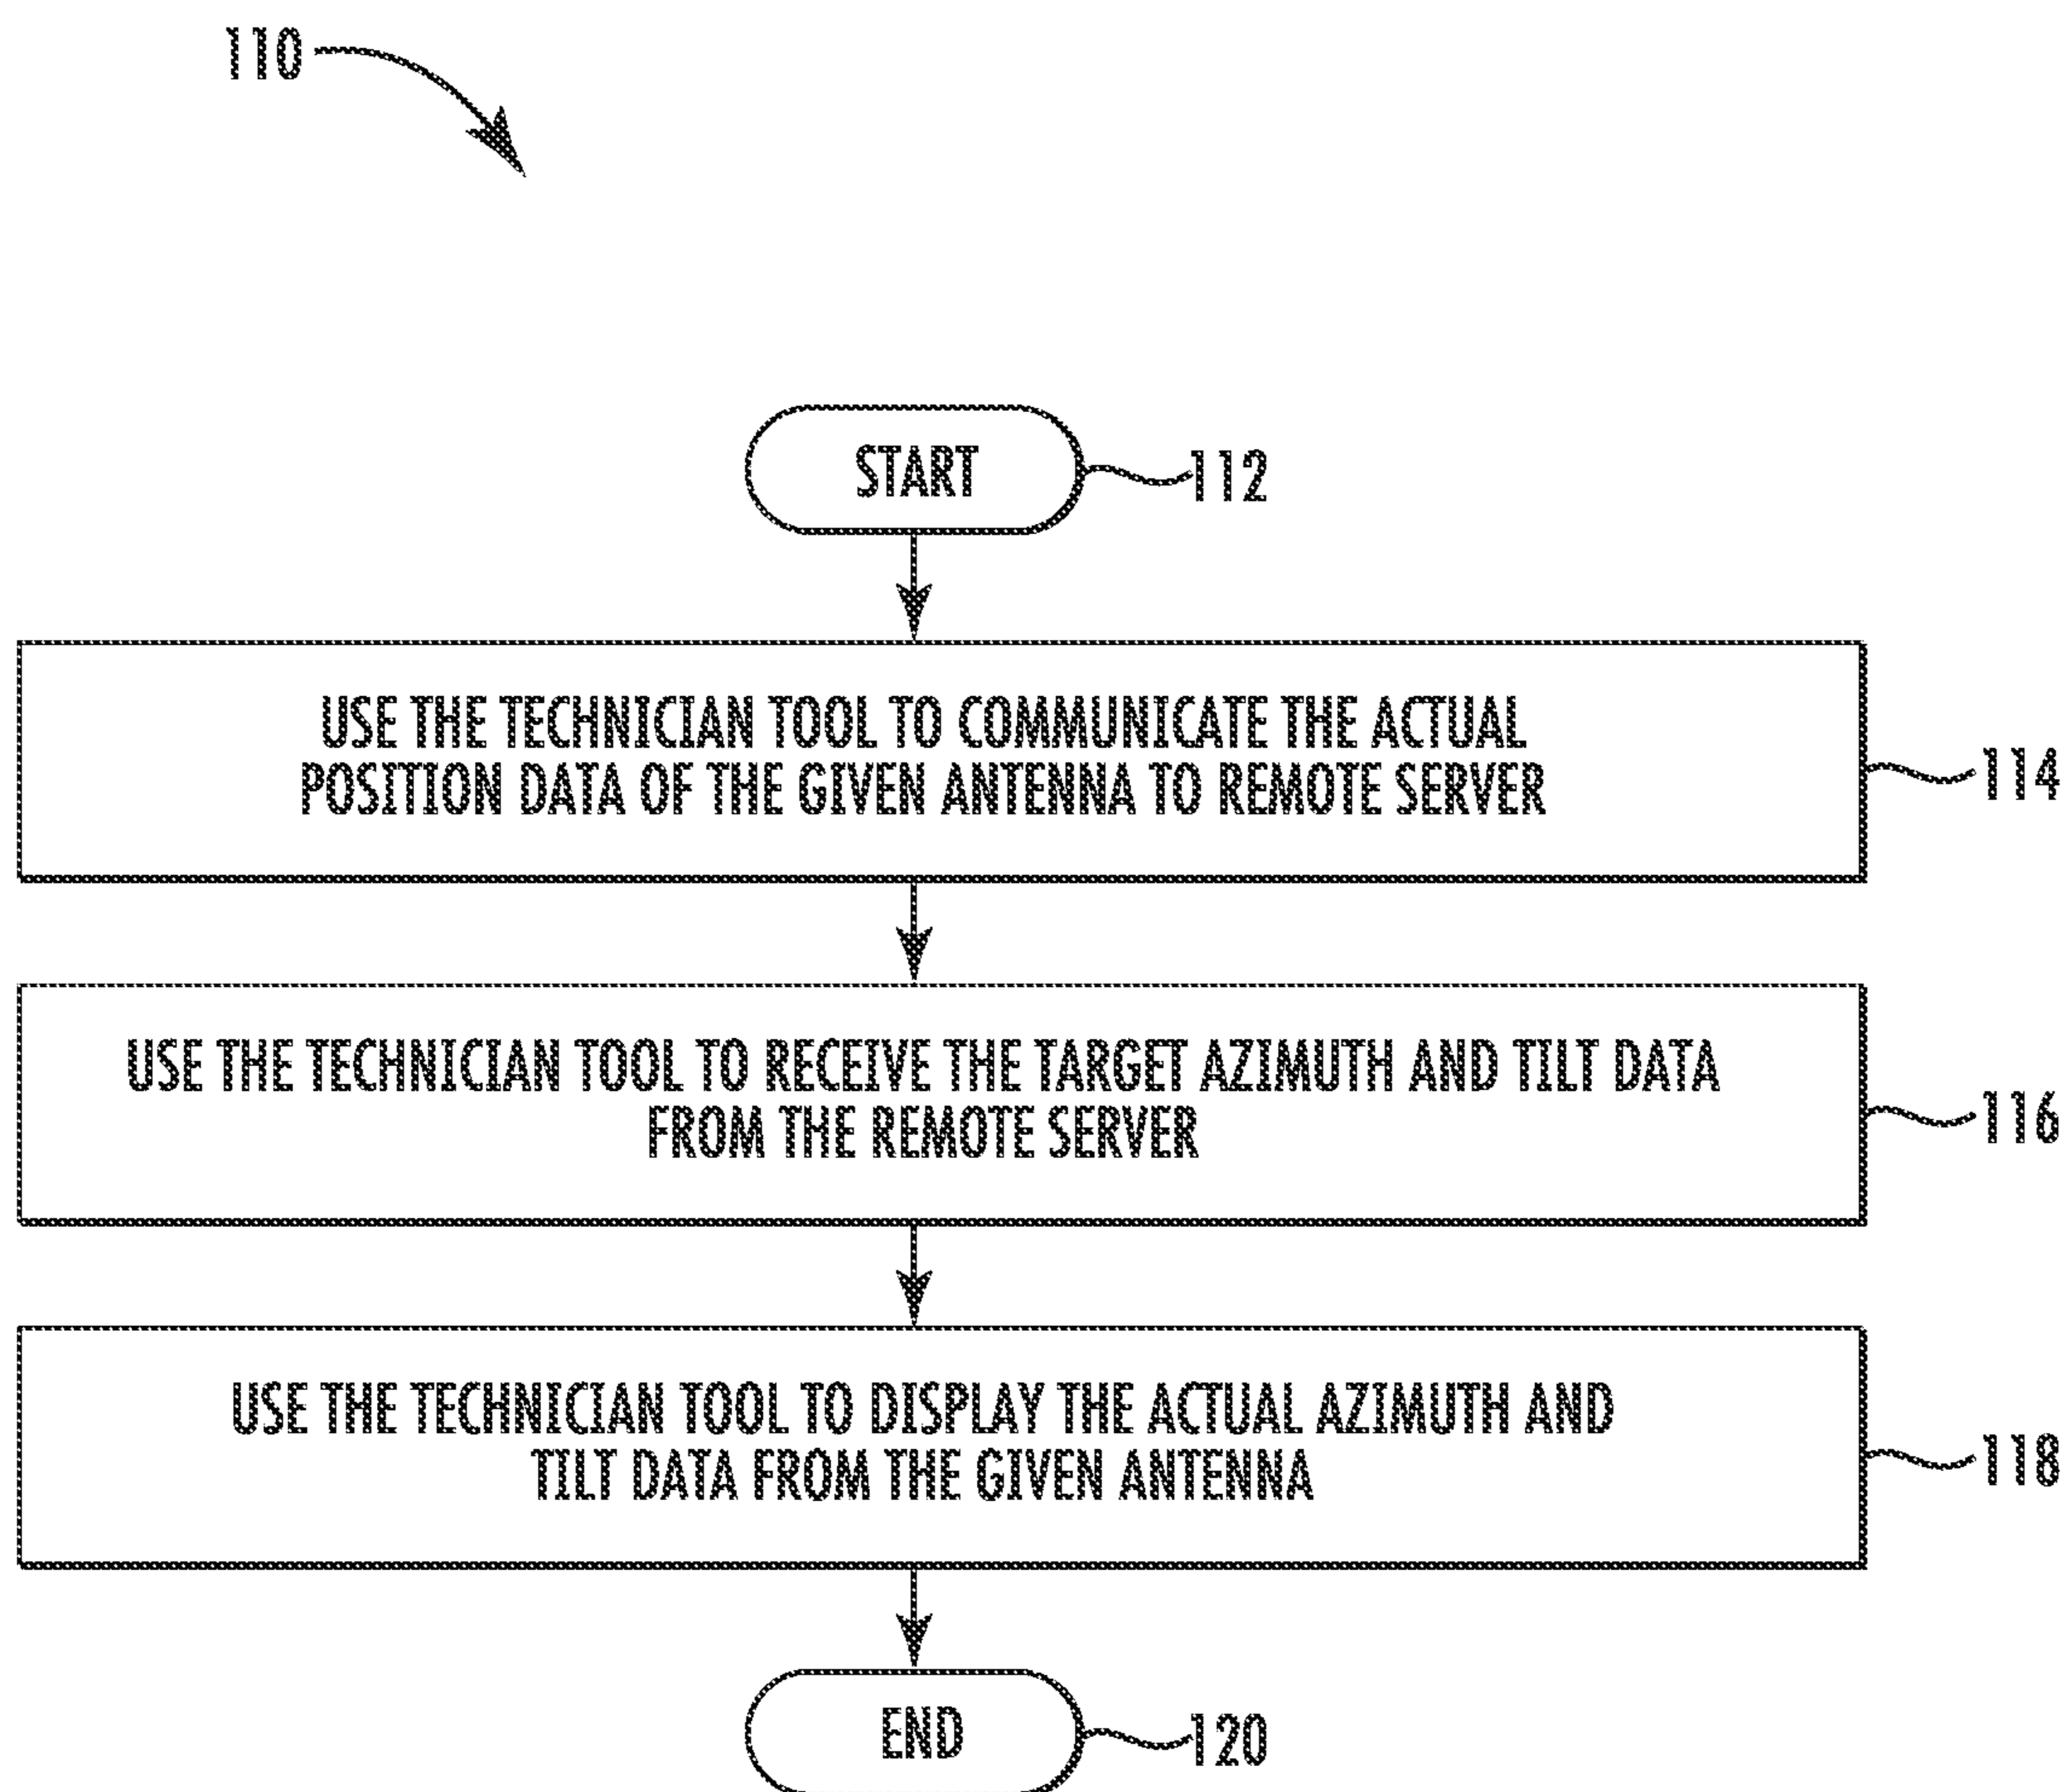 110
START
112
USE THE TECHNICIAN TOOL TO COMMUNICATE THE ACTUAL
POSITION DATA OF THE GIVEN ANTENNA TO REMOTE SERVER
114
USE THE TECHNICIAN TOOL TO RECEIVE THE TARGET AZIMUTH AND TILT DATA
FROM THE REMOTE SERVER
116
USE THE TECHNICIAN TOOL TO DISPLAY THE ACTUAL AZIMUTH AND
TILT DATA FROM THE GIVEN ANTENNA
118
END
120